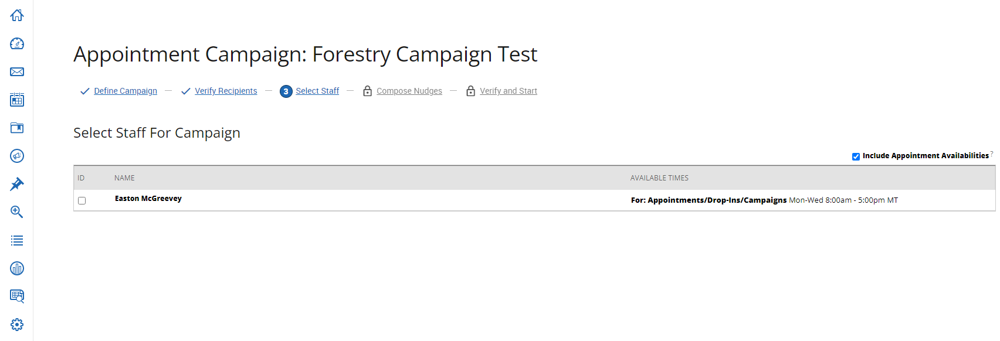 Appointment Campaign: Forestry Campaign Test
Define Campaign — Verify Recipients — 3 Select Staff — Compose Nudges — Verify and Start
Select Staff For Campaign
Include Appointment Availabilities ?
ID NAME AVAILABLE TIMES
Easton McGreevey For: Appointments/Drop-Ins/Campaigns Mon-Wed 8:00am - 5:00pm MT